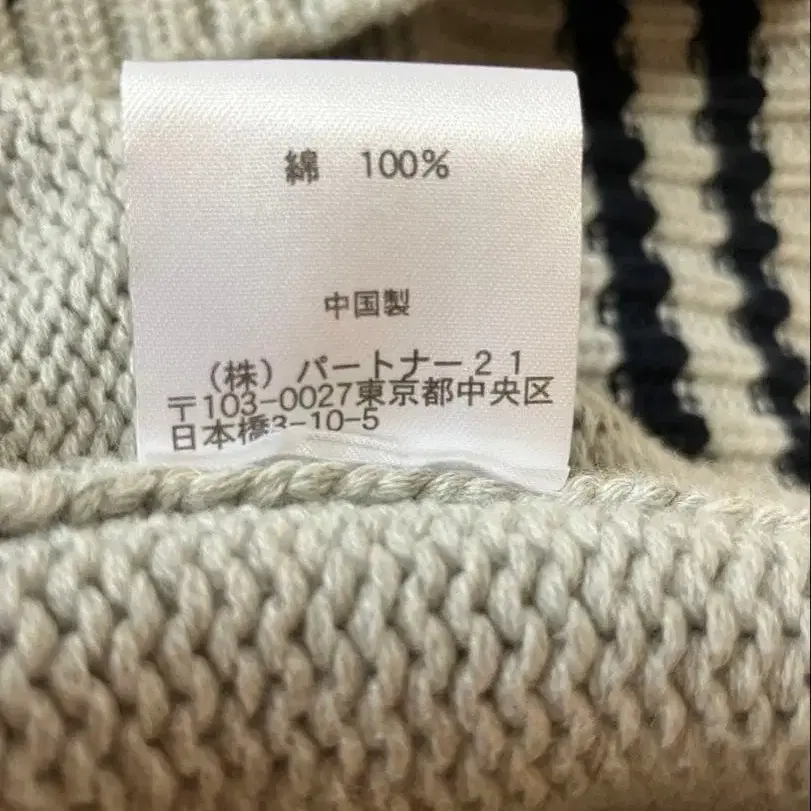 綿　100%
中国製
（株）パートナー２１
〒103-0027東京都中央区
日本橋3-10-5